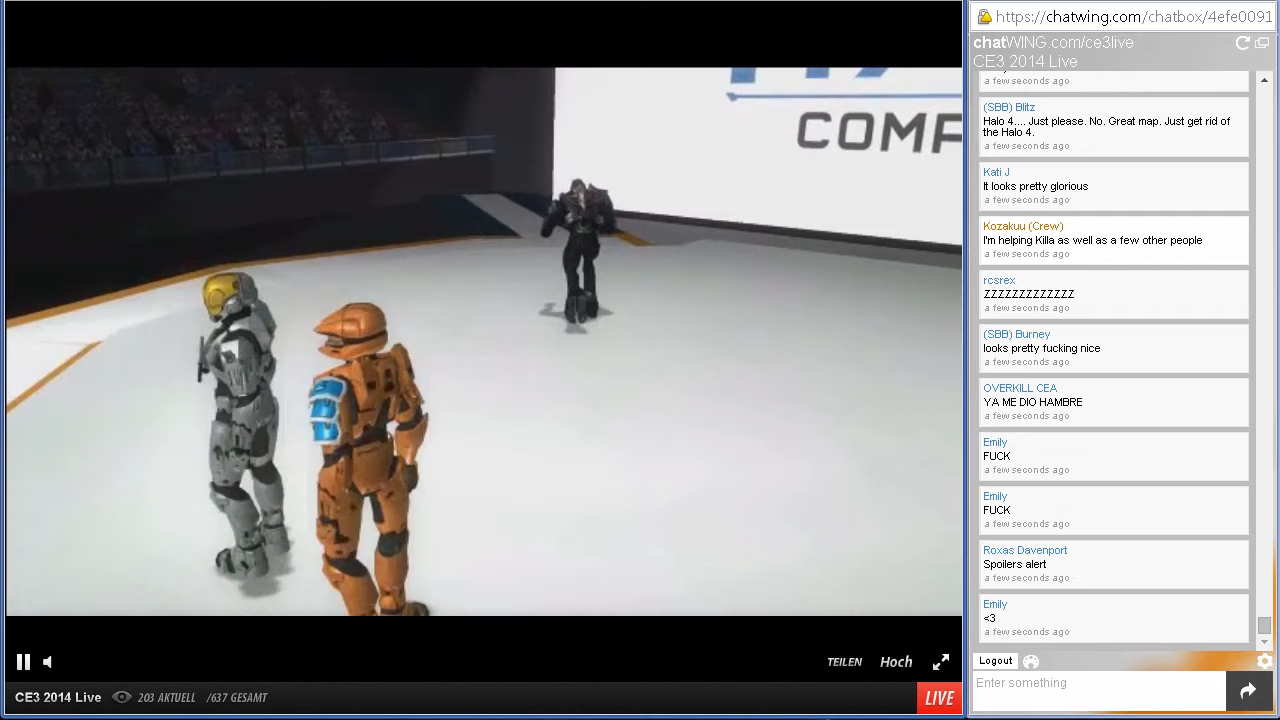 COMP
TEILEN
Hoch
CE3 2014 Live
203 AKTUELL /637 GESAMT
LIVE
https://chatwing.com/chatbox/4efe0091
chatWING.com/ce3live
CE3 2014 Live
a few seconds ago
(SBB) Blitz
Halo 4.... Just please. No. Great map. Just get rid of
the Halo 4.
a few seconds ago
Kati J
It looks pretty glorious
a few seconds ago
Kozakuu (Crew)
I'm helping Kills as well as a few other people
a few seconds ago
rcsrex
ZZZZZZZZZZZZZ
a few seconds ago
(SBB) Burney
looks pretty fucking nice
a few seconds ago
OVERKILL CEA
YA ME DIO HAMBRE
a few seconds ago
Emily
FUCK
a few seconds ago
Emily
FUCK
a few seconds ago
Roxas Davenport
Spoilers alert
a few seconds ago
Emily
<3
a few seconds ago
Logout
Enter something